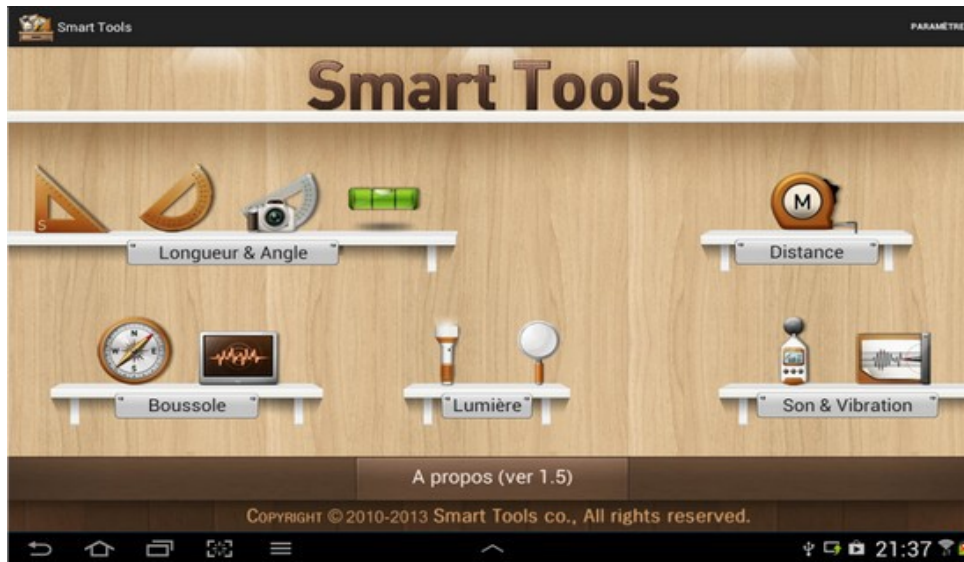 Smart Tools
PARAMÈTRE
Smart Tools
S
M
Longueur & Angle
Distance
N
W E
S
Boussole
Lumière
Son & Vibration
A propos (ver 1.5)
COPYRIGHT © 2010-2013 Smart Tools co., All rights reserved.
21:37